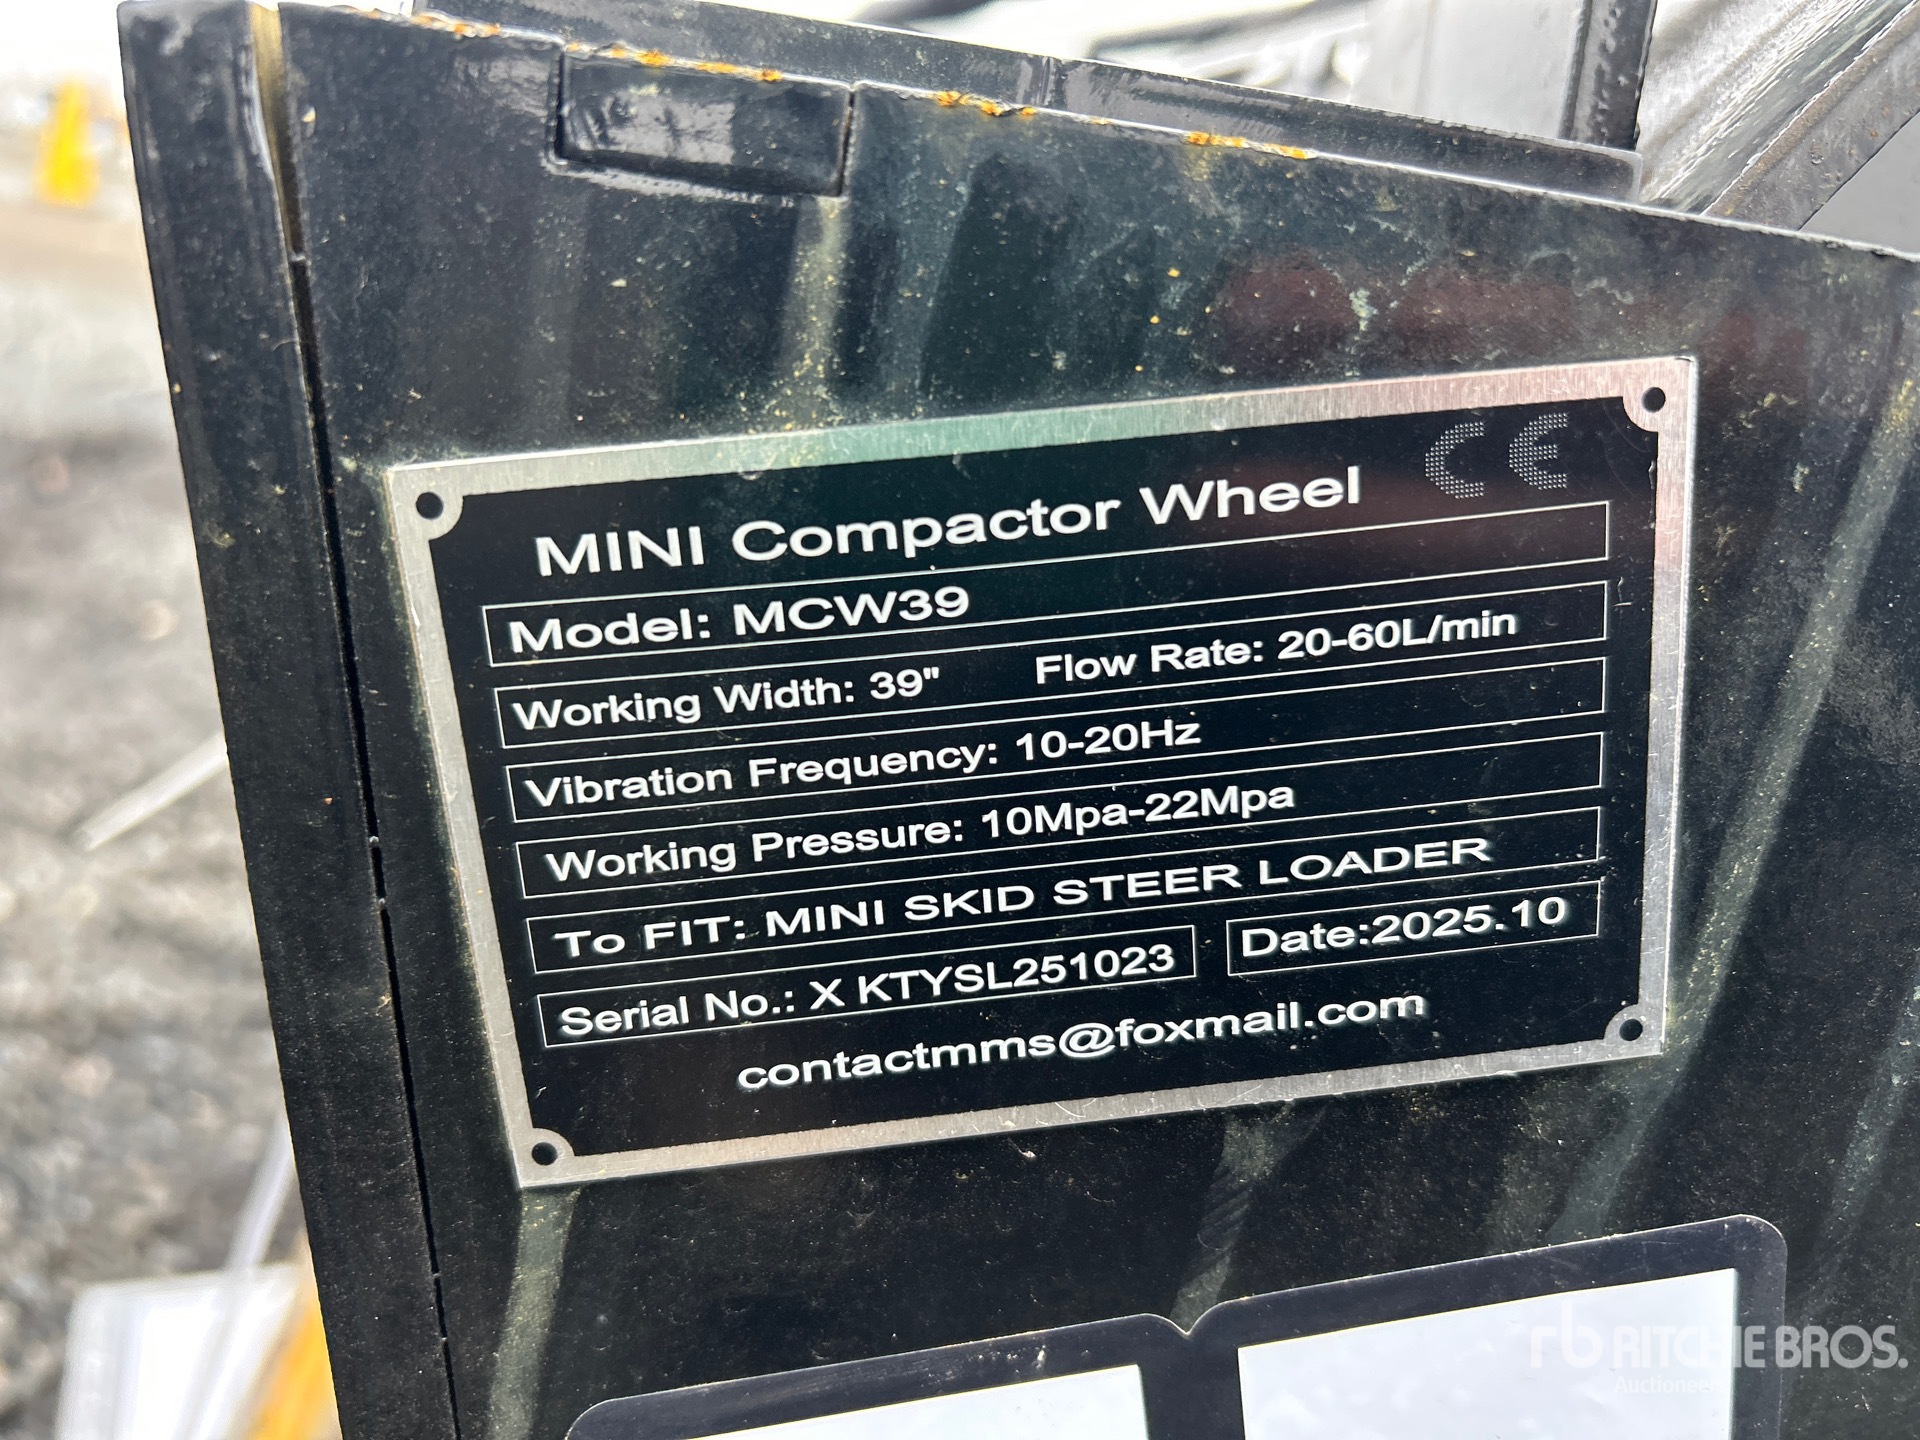 CE
MINI Compactor Wheel
Model: MCW39
Working Width: 39" Flow Rate: 20-60L/min
Vibration Frequency: 10-20Hz
Working Pressure: 10Mpa-22Mpa
To FIT: MINI SKID STEER LOADER
Serial No.: X KTYSL251023 Date:2025.10
contactmms@foxmail.com
rb RITCHIE BROS.
Auctioneers